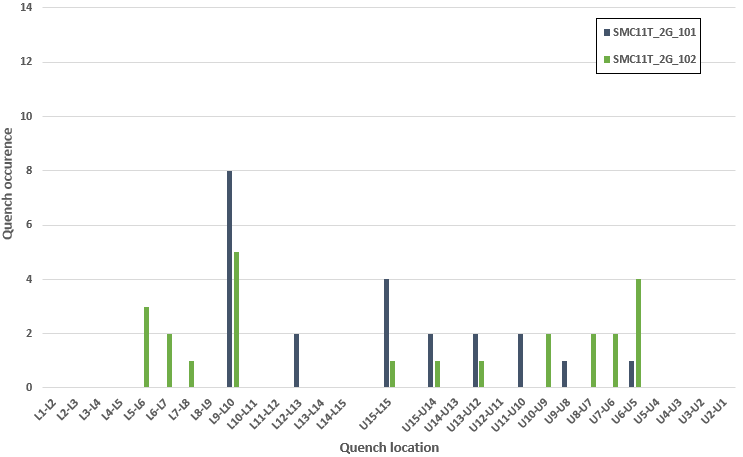 14
12
10
8
6
4
2
0
Quench occurence
SMC11T_2G_101
SMC11T_2G_102
L1-L2
L2-L3
L3-L4
L4-L5
L5-L6
L6-L7
L7-L8
L8-L9
L9-L10
L10-L11
L11-L12
L12-L13
L13-L14
L14-L15
U15-L15
U15-U14
U14-U13
U13-U12
U12-U11
U11-U10
U10-U9
U9-U8
U8-U7
U7-U6
U6-U5
U5-U4
U4-U3
U3-U2
U2-U1
Quench location